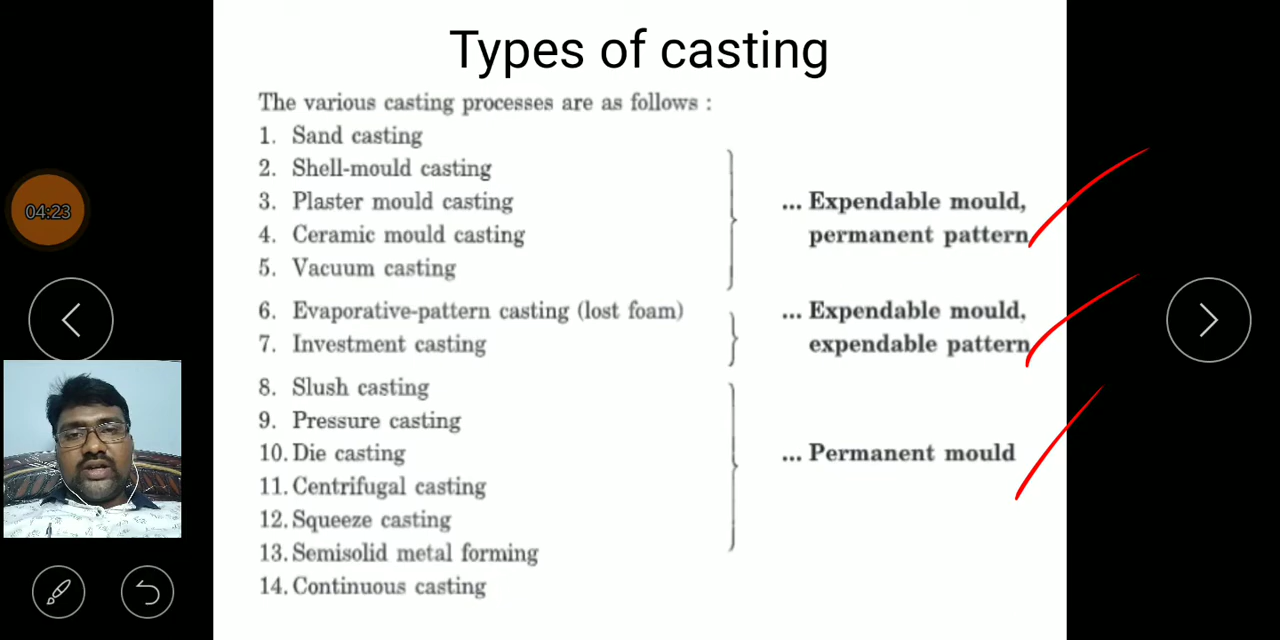 Types of casting
The various casting processes are as follows :
1. Sand casting
2. Shell-mould casting
3. Plaster mould casting
4. Ceramic mould casting
5. Vacuum casting
... Expendable mould,
permanent pattern
6. Evaporative-pattern casting (lost foam)
7. Investment casting
... Expendable mould,
expendable pattern
8. Slush casting
9. Pressure casting
10. Die casting
11. Centrifugal casting
12. Squeeze casting
13. Semisolid metal forming
... Permanent mould
14. Continuous casting
04:23